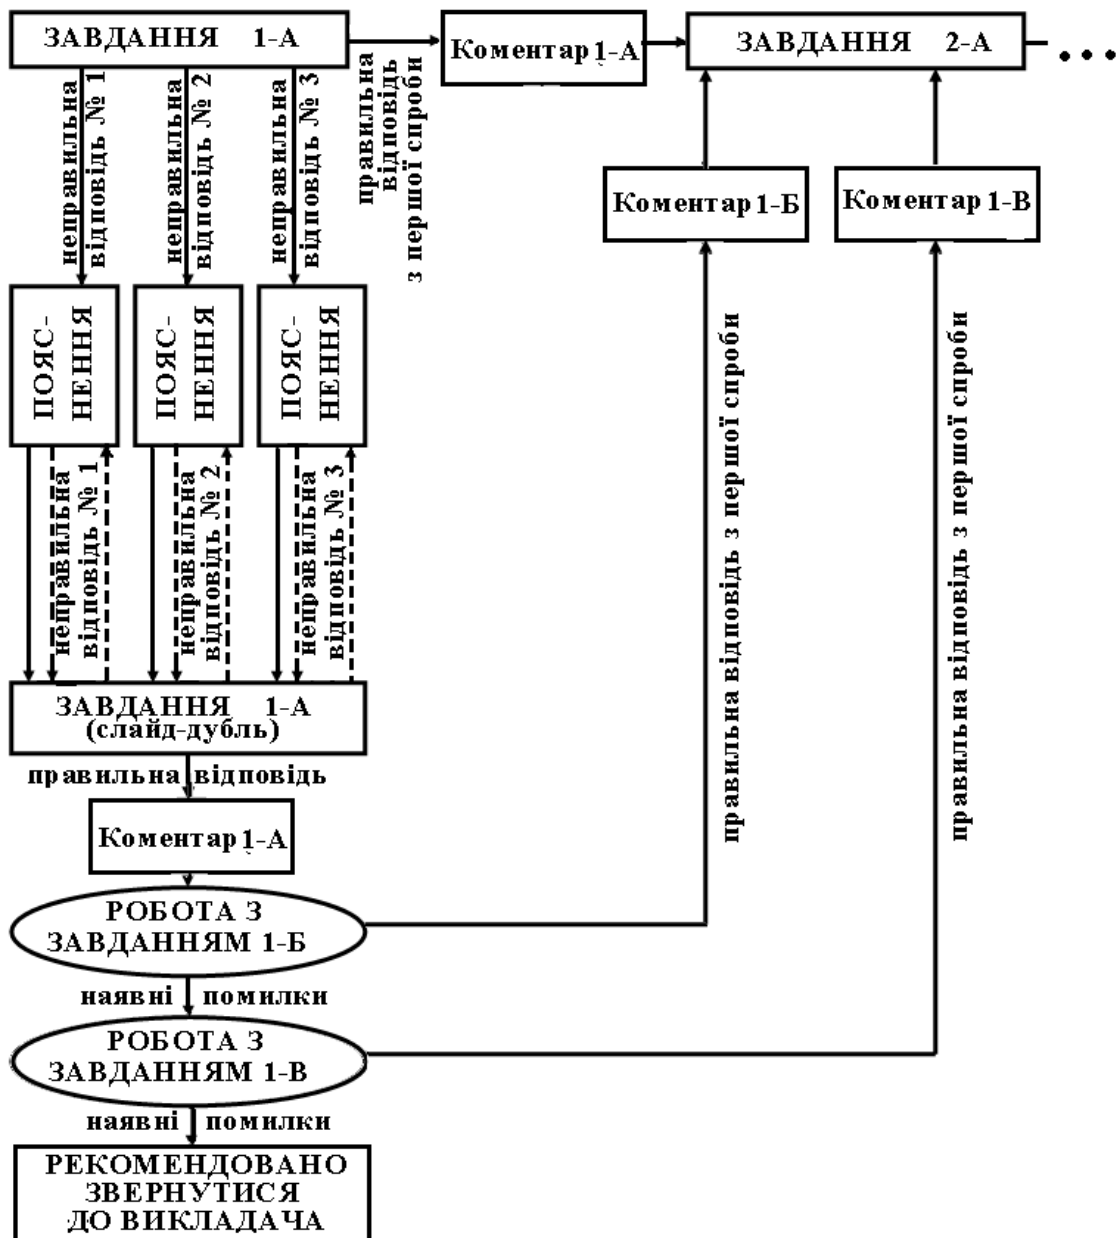 ЗАВДАННЯ 1-А
Коментар 1-А
ЗАВДАННЯ 2-А
...
неправильна
відповідь № 1
неправильна
відповідь № 2
неправильна
відповідь № 3
правильна
відповідь
з першої спроби
Коментар 1-Б
Коментар 1-В
ПОЯС-
НЕННЯ
ПОЯС-
НЕННЯ
ПОЯС-
НЕННЯ
неправильна
відповідь № 1
неправильна
відповідь № 2
неправильна
відповідь № 3
правильна відповідь з першої спроби
правильна відповідь з першої спроби
ЗАВДАННЯ 1-А
(слайд-дубль)
правильна відповідь
Коментар 1-А
РОБОТА З
ЗАВДАННЯМ 1-Б
наявні помилки
РОБОТА З
ЗАВДАННЯМ 1-В
наявні помилки
РЕКОМЕНДОВАНО
ЗВЕРНУТИСЯ
ДО ВИКЛАДАЧА